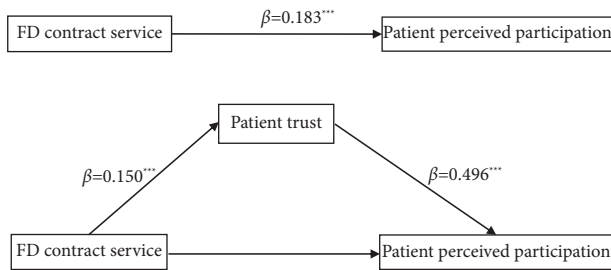 β=0.183***
FD contract service
Patient perceived participation
Patient trust
β=0.150***
β=0.496***
FD contract service
Patient perceived participation